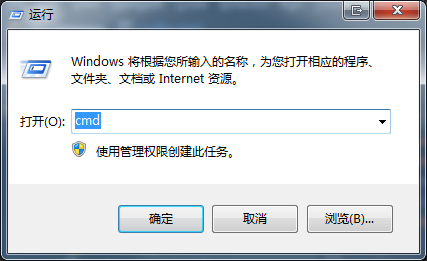 运行
Windows 将根据您所输入的名称，为您打开相应的程序、
文件夹、文档或 Internet 资源。
打开(O): cmd
使用管理权限创建此任务。
确定 取消 浏览(B)...